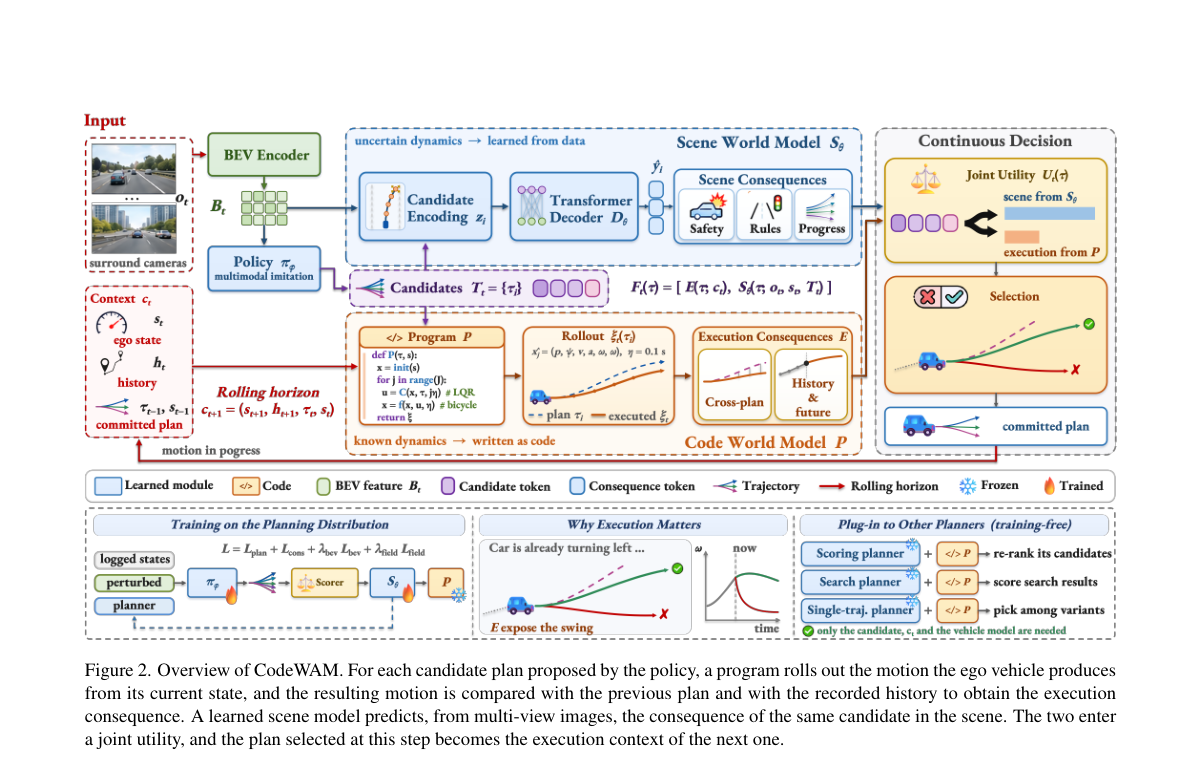 Input
... o_t
surround cameras
Context c_t
s_t
ego state
h_t
history
τ_{t−1}, s_{t−1}
committed plan
BEV Encoder
B_t
Policy π_φ
multimodal imitation
uncertain dynamics → learned from data
Scene World Model S_θ
Candidate
Encoding z_i
Transformer
Decoder D_θ
ŷ_i
Scene Consequences
Safety
Rules
Progress
Candidates T_t = {τ_i}
F_t(τ) = [ E(τ; c_t), S_θ(τ; o_t, s_t, T_t) ]
Rolling horizon
c_{t+1} = (s_{t+1}, h_{t+1}, τ_t, s_t)
</> Program P
def P(τ, s):
x = init(s)
for j in range(J):
u = C(x, τ, jη) # LQR
x = f(x, u, η) # bicycle
return ξ
Rollout ξ_t(τ_i)
η = 0.1 s
plan τ_i executed ξ_t
Execution Consequences E
Cross-plan
History
&
future
known dynamics → written as code
Code World Model P
Continuous Decision
Joint Utility U_t(τ)
scene from S_θ
execution from P
Selection
committed plan
motion in pogress
Learned module
</> Code
BEV feature B_t
Candidate token
Consequence token
Trajectory
Rolling horizon
Frozen
Trained
Training on the Planning Distribution
L = L_plan + L_cons + λ_bev L_bev + λ_field L_field
logged states
perturbed
planner
π_φ
Scorer
S_θ
P
Why Execution Matters
Car is already turning left ...
E expose the swing
ω
now
time
Plug-in to Other Planners (training-free)
Scoring planner + </> P re-rank its candidates
Search planner + </> P score search results
Single-traj. planner + </> P pick among variants
only the candidate, c_t and the vehicle model are needed
Figure 2. Overview of CodeWAM. For each candidate plan proposed by the policy, a program rolls out the motion the ego vehicle produces
from its current state, and the resulting motion is compared with the previous plan and with the recorded history to obtain the execution
consequence. A learned scene model predicts, from multi-view images, the consequence of the same candidate in the scene. The two enter
a joint utility, and the plan selected at this step becomes the execution context of the next one.